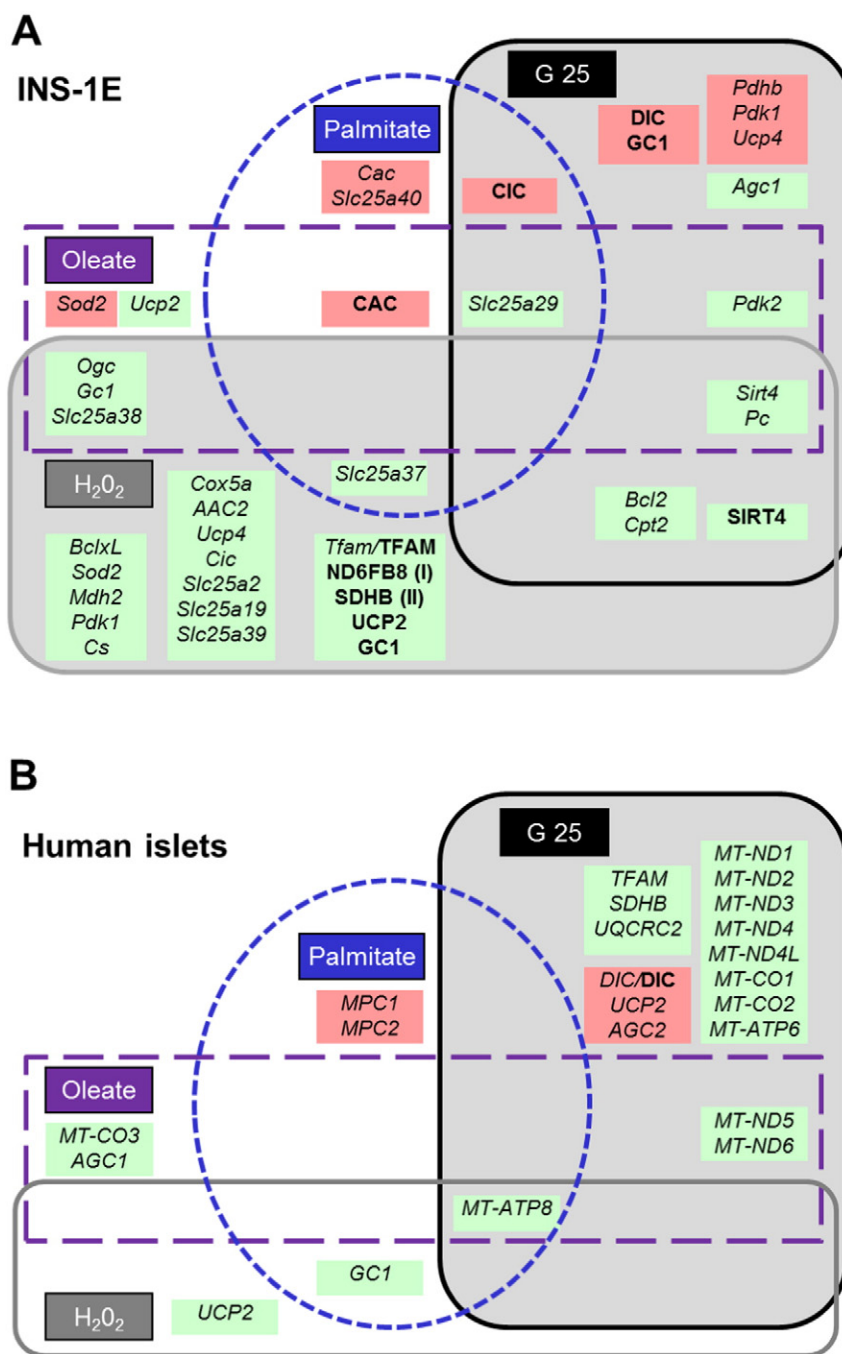 A
INS-1E
G 25
Palmitate
DIC
GC1
Pdhb
Pdk1
Ucp4
Cac
Slc25a40
CIC
Agc1
Oleate
Sod2
Ucp2
CAC
Slc25a29
Pdk2
Ogc
Gc1
Slc25a38
Sirt4
Pc
H₂0₂
Slc25a37
Cox5a
AAC2
Ucp4
Cic
Slc25a2
Slc25a19
Slc25a39
Bcl2
Cpt2
SIRT4
BclxL
Sod2
Mdh2
Pdk1
Cs
Tfam/TFAM
ND6FB8 (I)
SDHB (II)
UCP2
GC1
B
Human islets
G 25
TFAM
SDHB
UQCRC2
MT-ND1
MT-ND2
MT-ND3
MT-ND4
MT-ND4L
MT-CO1
MT-CO2
MT-ATP6
Palmitate
MPC1
MPC2
DIC/DIC
UCP2
AGC2
Oleate
MT-CO3
AGC1
MT-ND5
MT-ND6
MT-ATP8
GC1
H₂0₂
UCP2